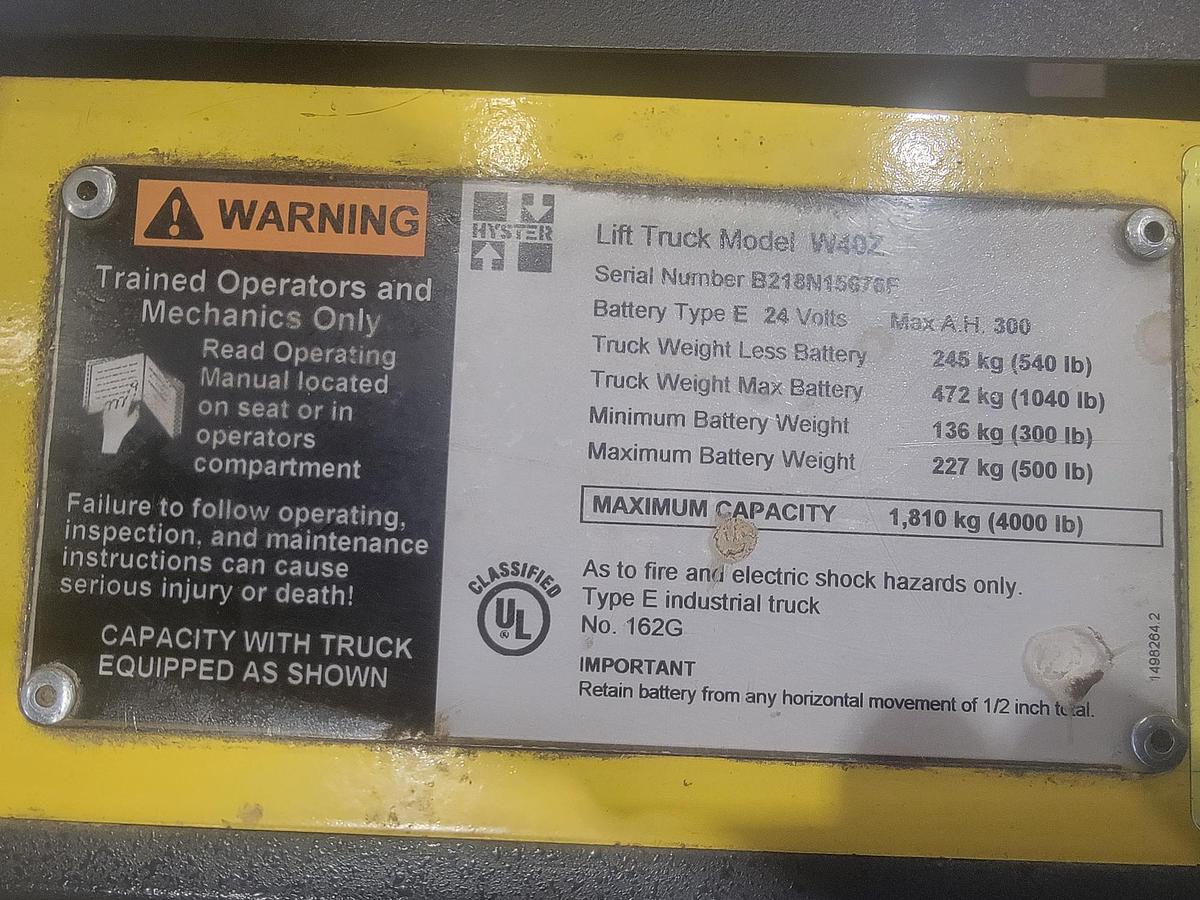 WARNING
Trained Operators and
Mechanics Only
Read Operating
Manual located
on seat or in
operators
compartment
Failure to follow operating,
inspection, and maintenance
instructions can cause
serious injury or death!
CAPACITY WITH TRUCK
EQUIPPED AS SHOWN
HYSTER
Lift Truck Model W40Z
Serial Number B218N15676F
Battery Type E 24 Volts Max A.H. 300
Truck Weight Less Battery 245 kg (540 lb)
Truck Weight Max Battery 472 kg (1040 lb)
Minimum Battery Weight 136 kg (300 lb)
Maximum Battery Weight 227 kg (500 lb)
MAXIMUM CAPACITY 1,810 kg (4000 lb)
CLASSIFIED
UL
®
As to fire and electric shock hazards only.
Type E industrial truck
No. 162G
IMPORTANT
Retain battery from any horizontal movement of 1/2 inch total.
1498264.2